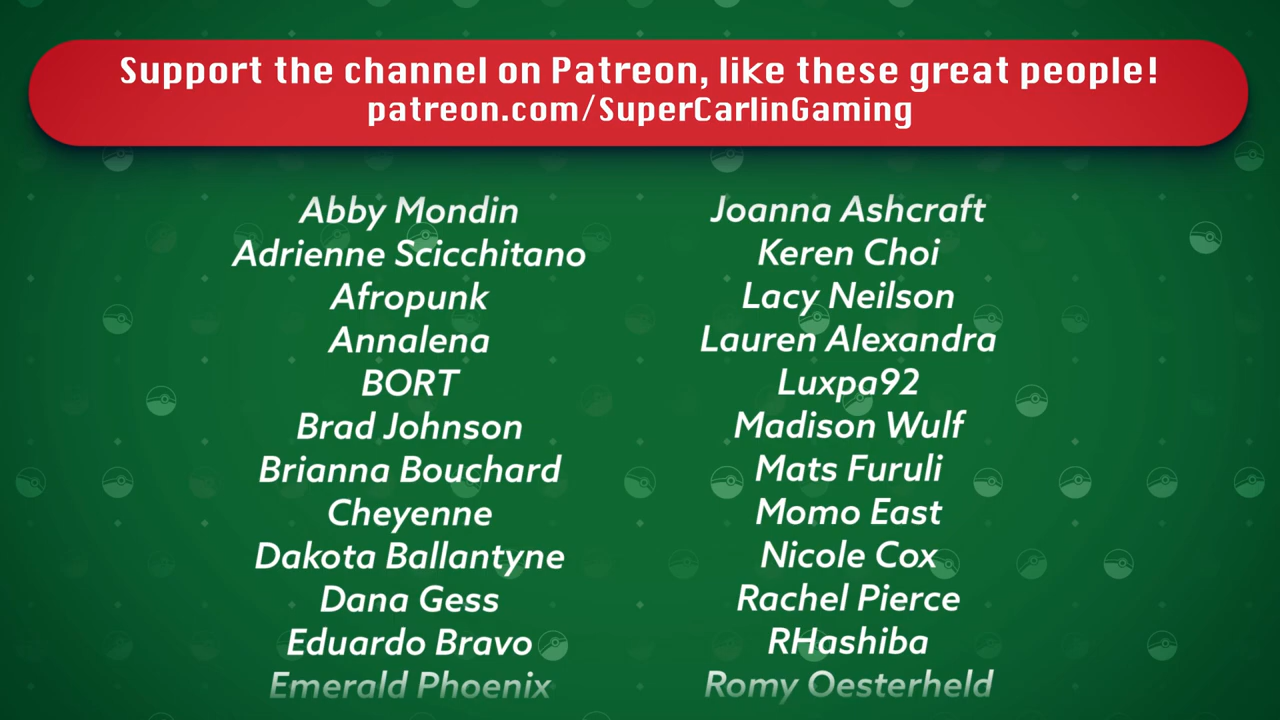 Support the channel on Patreon, like these great people!
patreon.com/SuperCarlinGaming
Abby Mondin
Adrienne Scicchitano
Afropunk
Annalena
BORT
Brad Johnson
Brianna Bouchard
Cheyenne
Dakota Ballantyne
Dana Gess
Eduardo Bravo
Emerald Phoenix
Joanna Ashcraft
Keren Choi
Lacy Neilson
Lauren Alexandra
Luxpa92
Madison Wulf
Mats Furuli
Momo East
Nicole Cox
Rachel Pierce
RHashiba
Romy Oesterheld